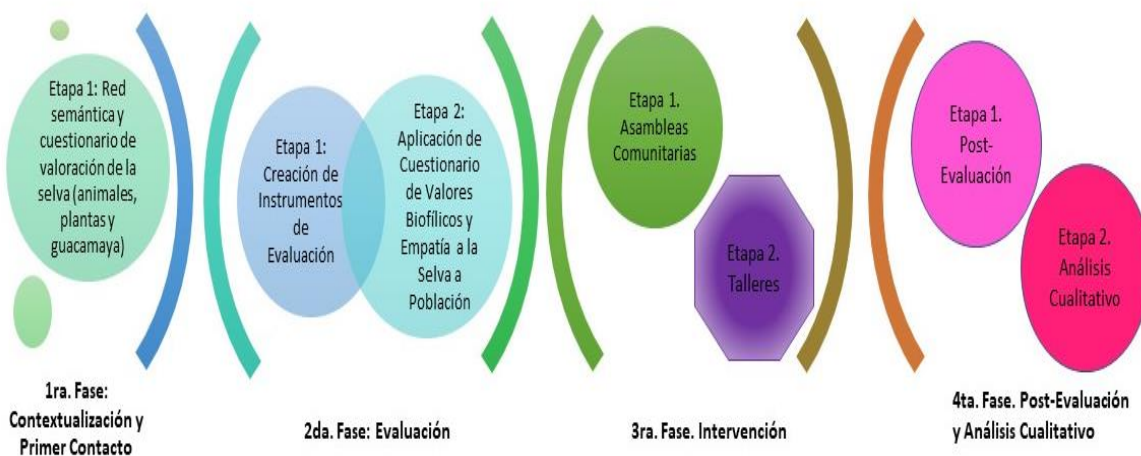 Etapa 1: Red
semántica y
cuestionario de
valoración de la
selva (animales,
plantas y
guacamaya)
1ra. Fase:
Contextualización y
Primer Contacto
Etapa 1:
Creación de
Instrumentos
de
Evaluación
Etapa 2:
Aplicación de
Cuestionario de
Valores
Biofílicos y
Empatía a la
Selva a
Población
2da. Fase: Evaluación
Etapa 1.
Asambleas
Comunitarias
Etapa 2.
Talleres
3ra. Fase. Intervención
Etapa 1.
Post-
Evaluación
Etapa 2.
Análisis
Cualitativo
4ta. Fase. Post-Evaluación
y Análisis Cualitativo